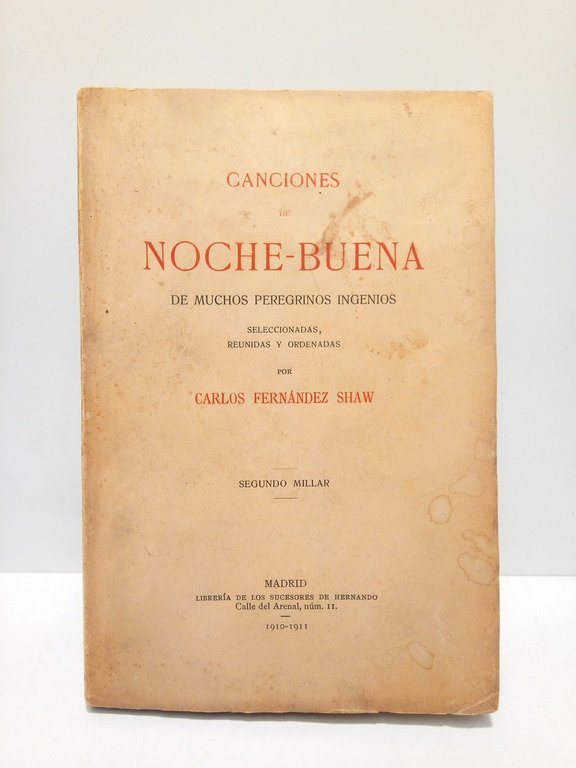 CANCIONES
DE
NOCHE-BUENA
DE MUCHOS PEREGRINOS INGENIOS
SELECCIONADAS,
REUNIDAS Y ORDENADAS
POR
CARLOS FERNÁNDEZ SHAW
SEGUNDO MILLAR
MADRID
LIBRERÍA DE LOS SUCESORES DE HERNANDO
Calle del Arenal, núm. 11.
1910-1911